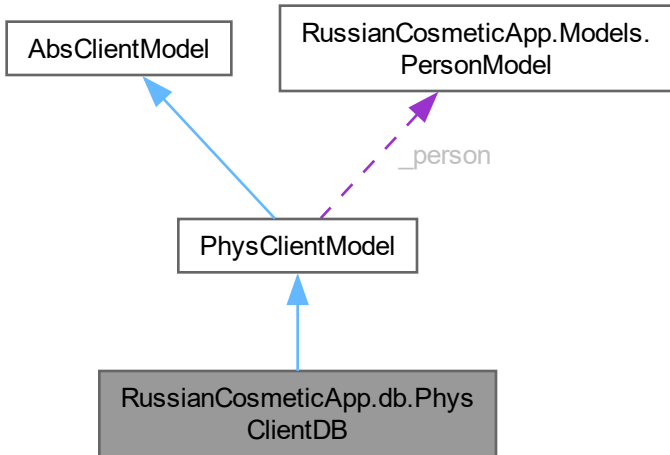 AbsClientModel
RussianCosmeticApp.Models.
PersonModel
_person
PhysClientModel
RussianCosmeticApp.db.Phys
ClientDB